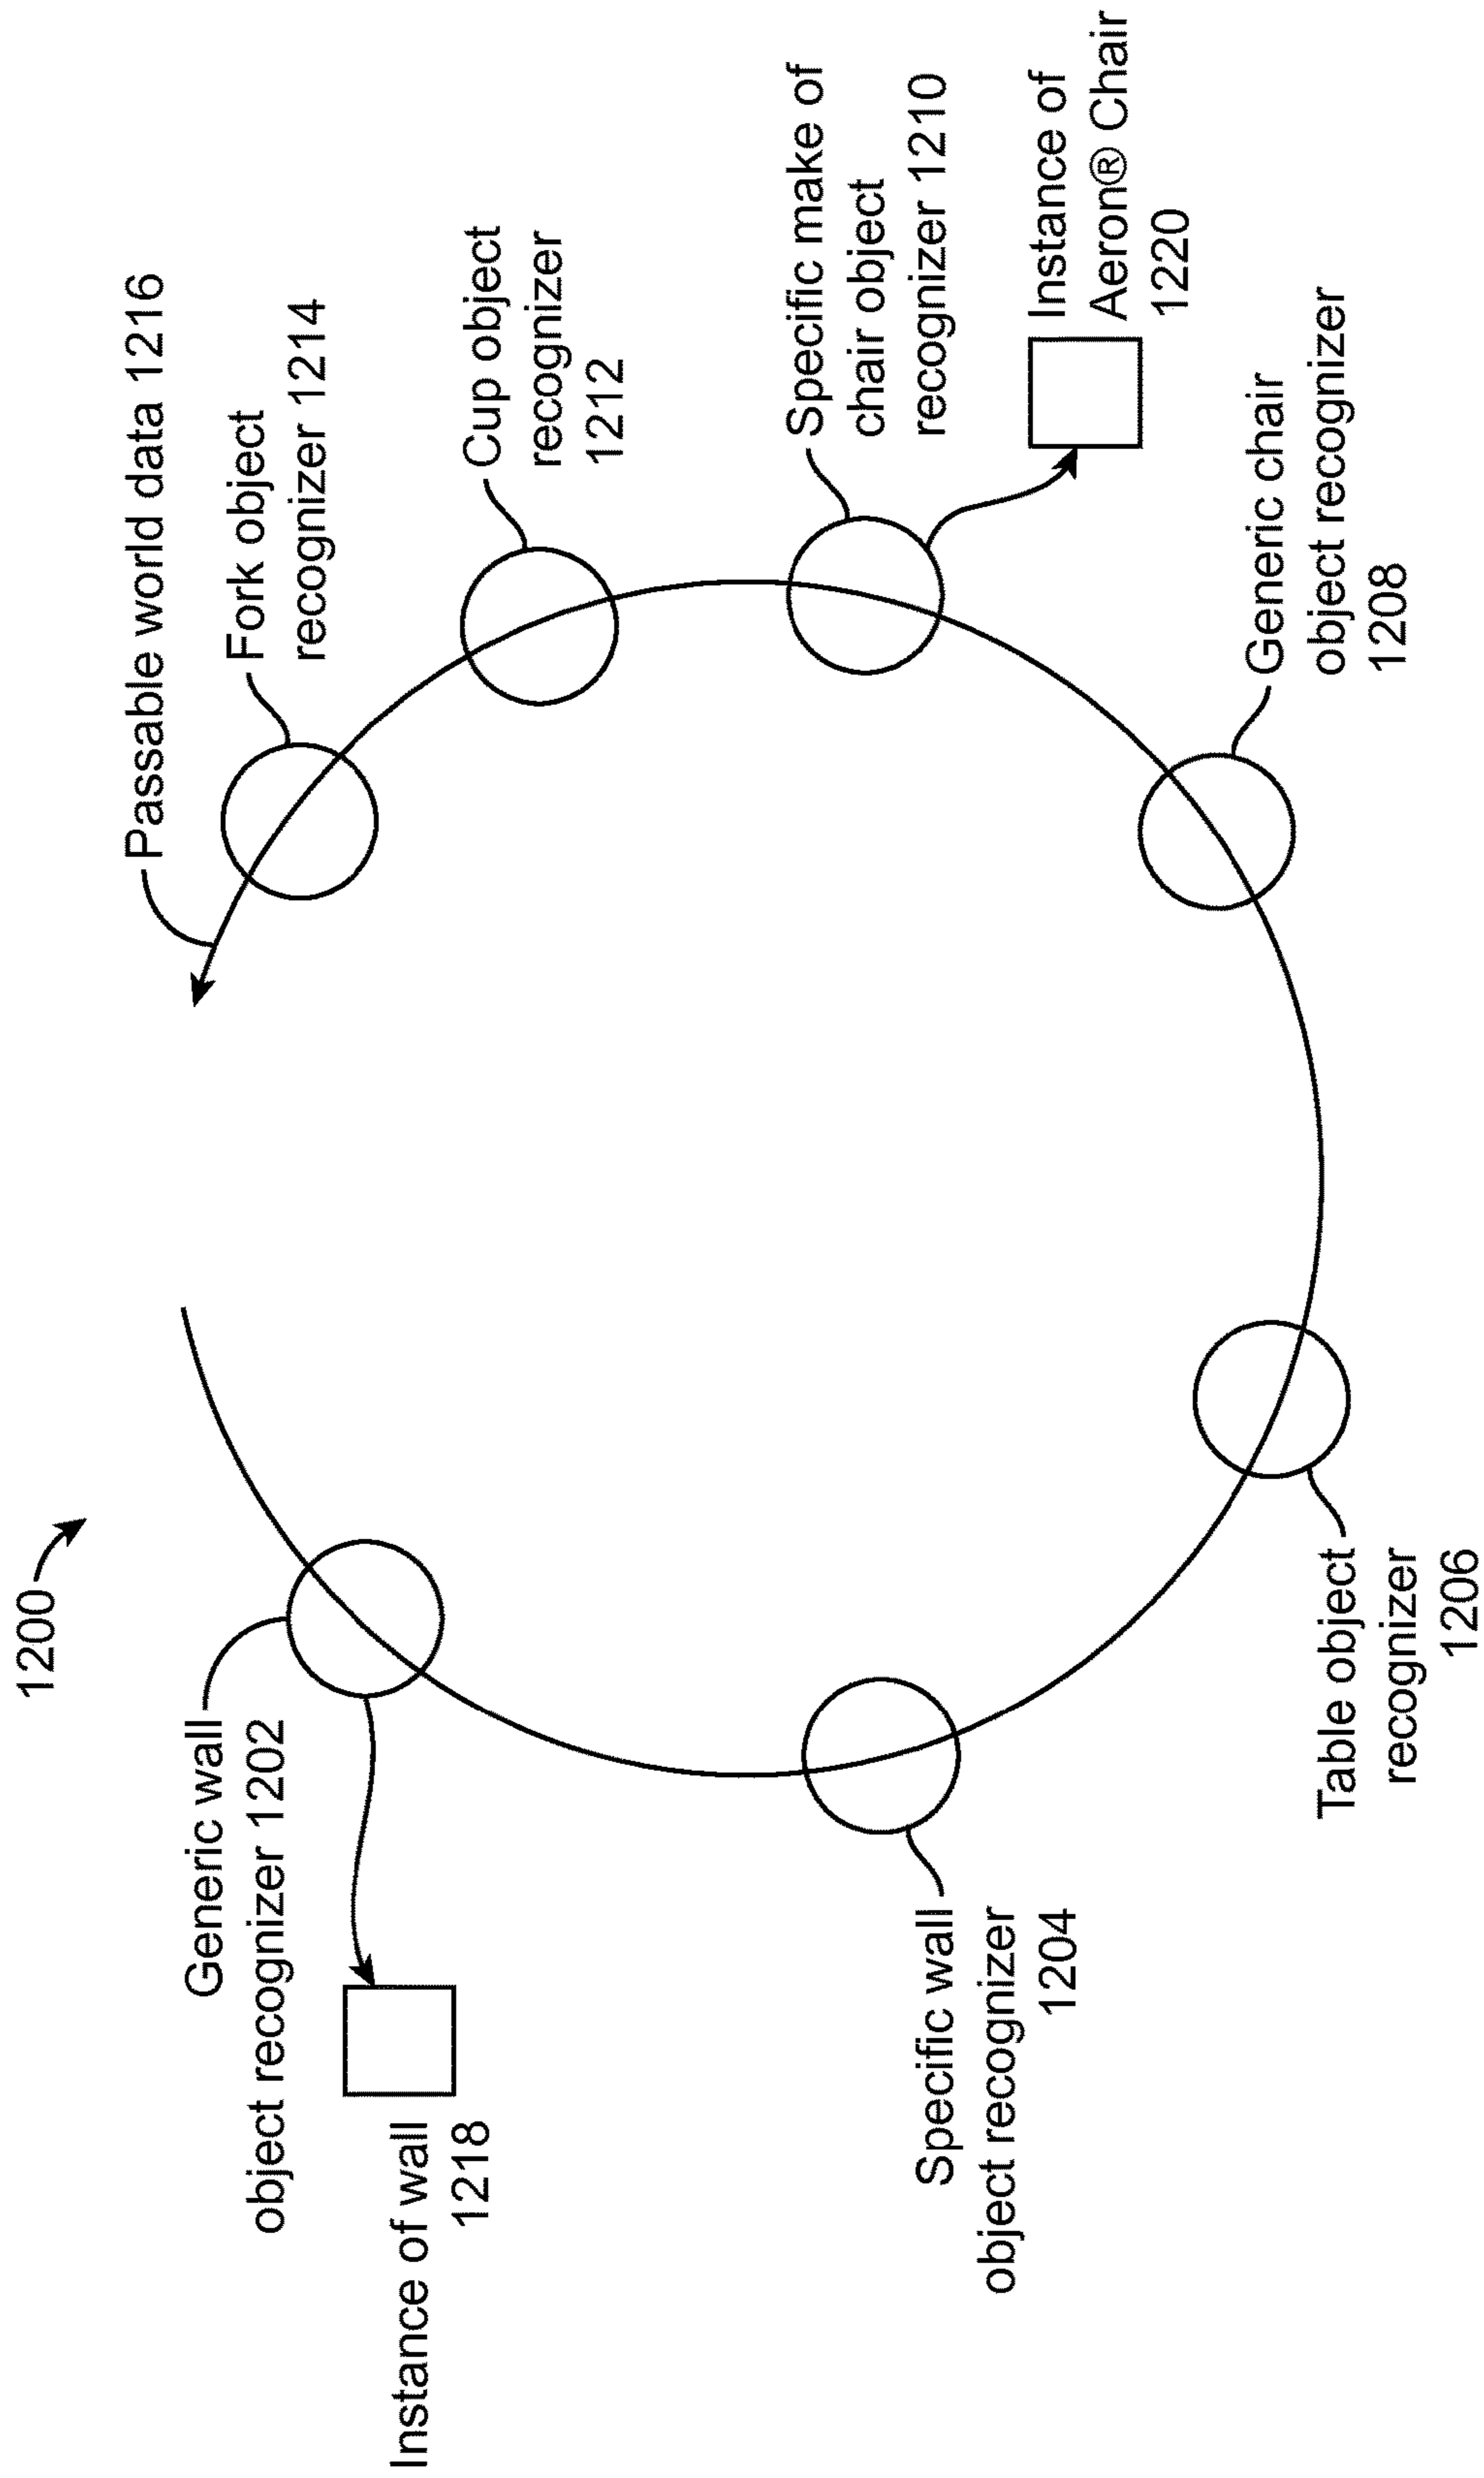 1200
Passable world data 1216
Generic wall
object recognizer 1202
Fork object
recognizer 1214
Instance of wall
1218
Cup object
recognizer
1212
Specific wall
object recognizer
1204
Specific make of
chair object
recognizer 1210
Instance of
Aeron® Chair
1220
Table object
recognizer
1206
Generic chair
object recognizer
1208